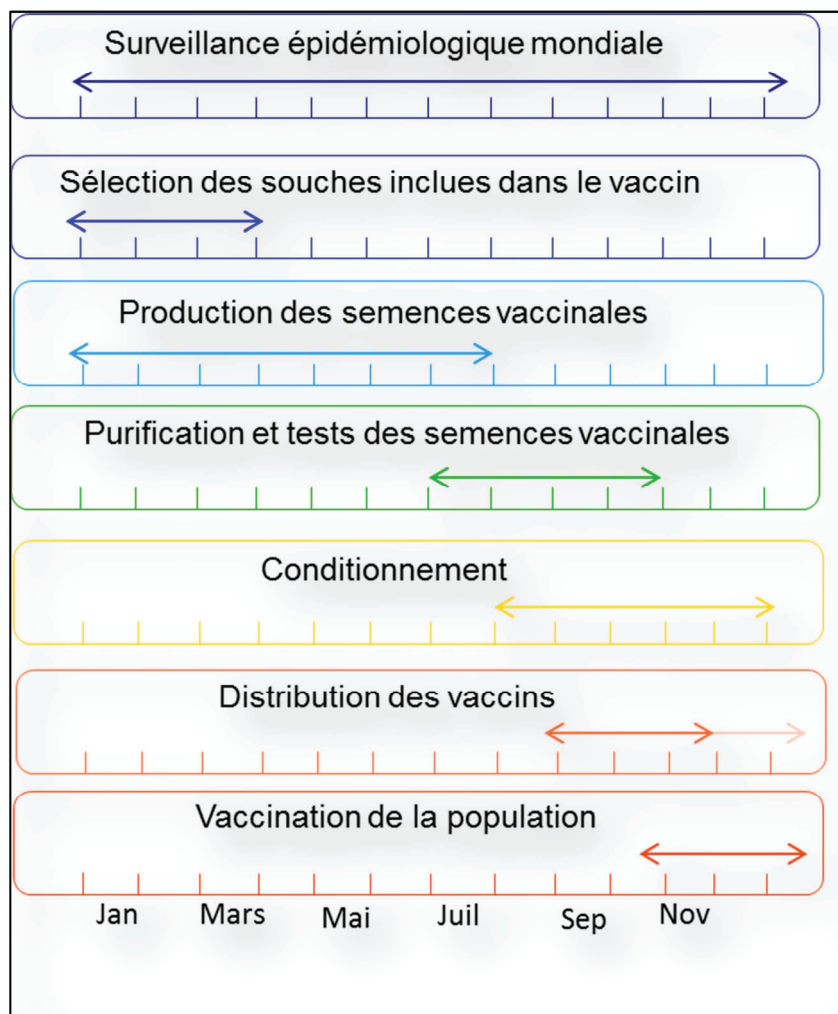 Surveillance épidémiologique mondiale
Sélection des souches inclues dans le vaccin
Production des semences vaccinales
Purification et tests des semences vaccinales
Conditionnement
Distribution des vaccins
Vaccination de la population
Jan Mars Mai Juil Sep Nov